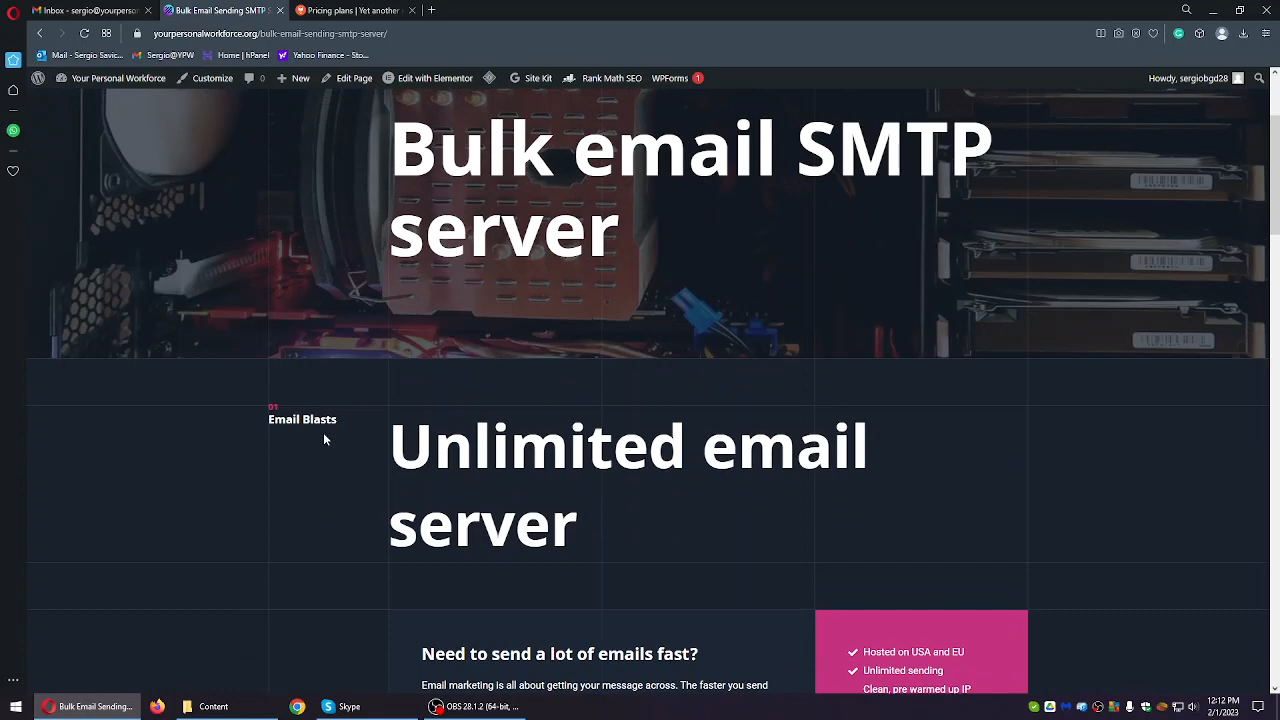 Inbox - sergio@yourperson
Bulk Email Sending SMTP S
Pricing plans | Yet another
yourpersonalworkforce.org/bulk-email-sending-smtp-server/
Mail - Sergio Savic...
Sergio@YPW
Home | hPanel
Yahoo Finance - Sto...
Your Personal Workforce
Customize
0
New
Edit Page
Edit with Elementor
Site Kit
Rank Math SEO
WPForms 1
Howdy, sergiobgd28
Bulk email SMTP
server
01
Email Blasts
Unlimited email
server
Need to send a lot of emails fast?
Email marketing is all about getting your message across. The faster you send
Hosted on USA and EU
Unlimited sending
Clean, pre warmed up IP
Bulk Email Sending...
Content
Skype
OBS 28.1.2 (64-bit, ...
12:12 PM
2/1/2023